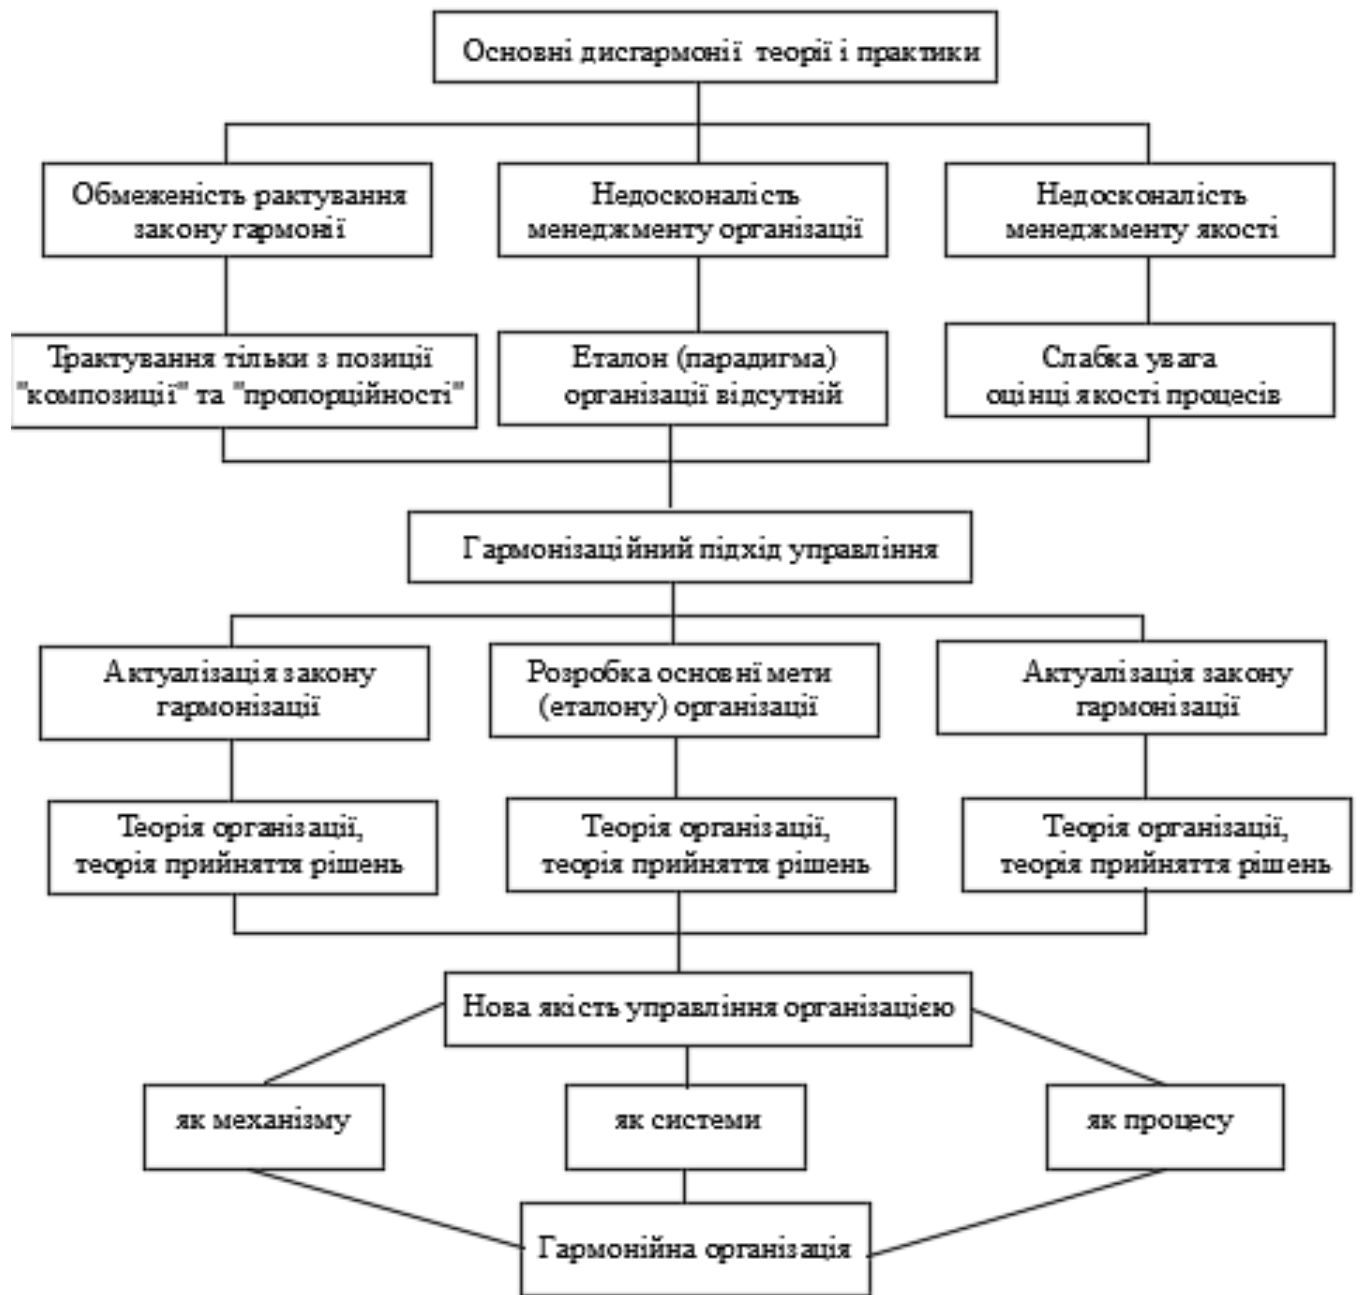 Основні дисгармонії теорії і практики
Обмеженість рактування
закону гармонії
Недосконалість
менеджменту організації
Недосконалість
менеджменту якості
Трактування тільки з позиції
"композиції" та "пропорційності"
Еталон (парадигма)
організації відсутній
Слабка увага
оцінці якості процесів
Гармонізаційний підхід управління
Актуалізація закону
гармонізації
Розробка основні мети
(еталону) організації
Актуалізація закону
гармонізації
Теорія організації,
теорія прийняття рішень
Теорія організації,
теорія прийняття рішень
Теорія організації,
теорія прийняття рішень
Нова якість управління організацією
як механізму
як системи
як процесу
Гармонійна організація